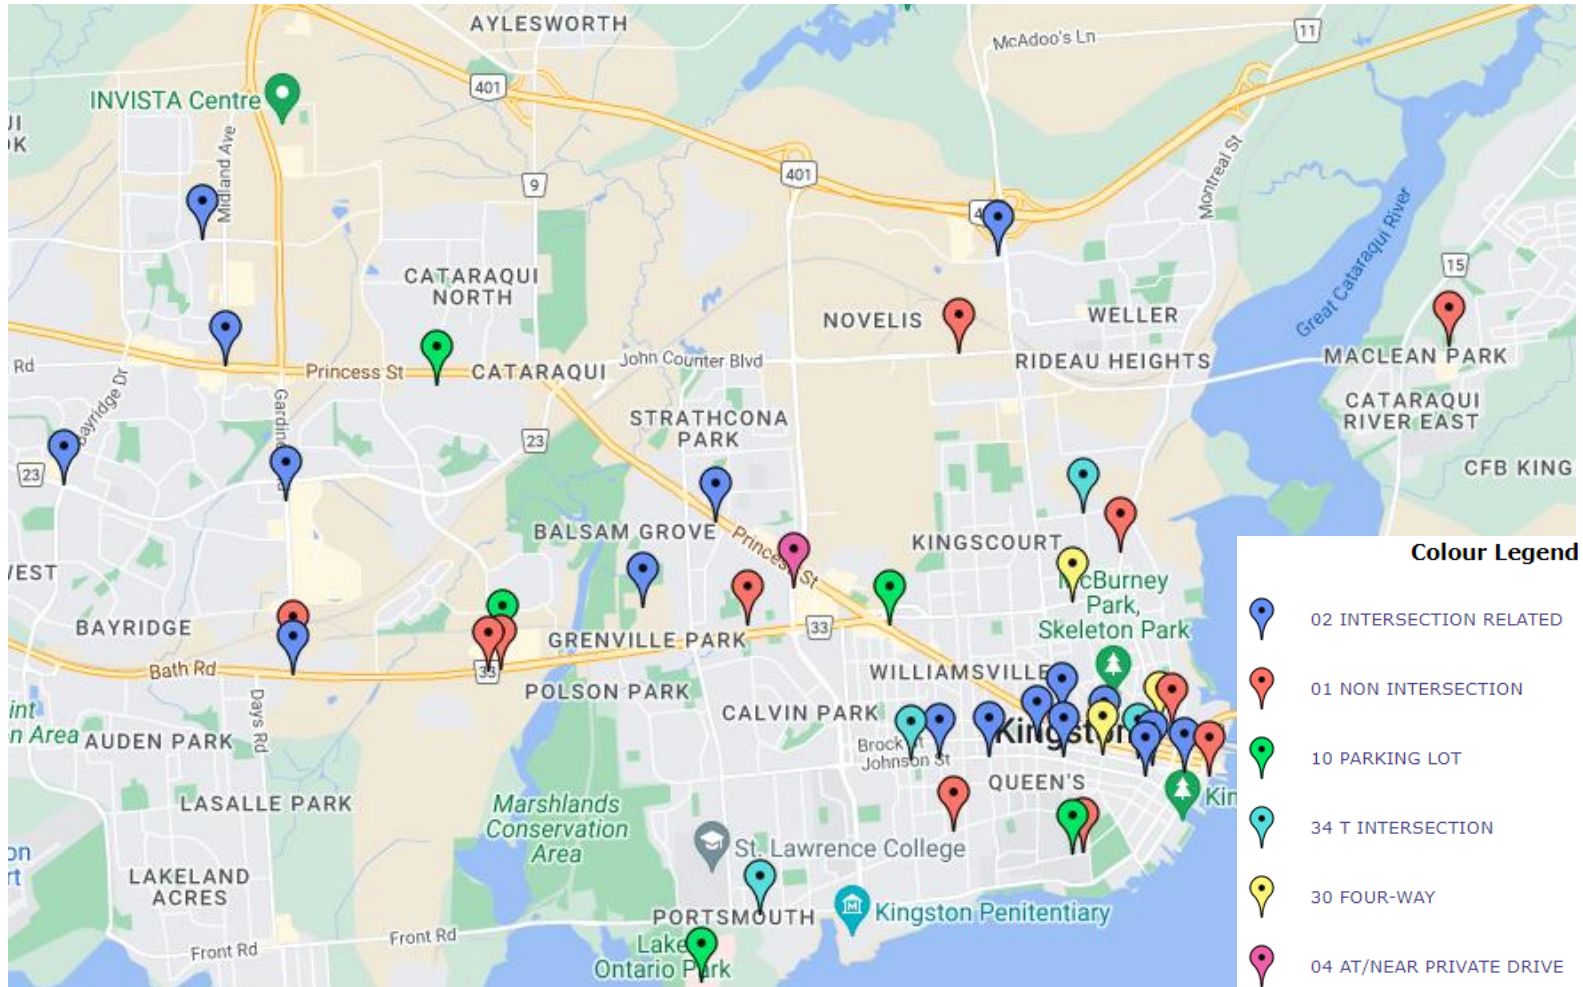 AYLESWORTH
McAdoo's Ln
11
401
INVISTA Centre
Midland Ave
9
401
Montreal St
Great Cataraqui River
15
CATARAQUI
NORTH
NOVELIS
WELLER
Rd
Princess St
CATARAQUI
John Counter Blvd
RIDEAU HEIGHTS
MACLEAN PARK
Bayridge Dr
STRATHCONA
PARK
CATARAQUI
RIVER EAST
23
23
CFB KING
BALSAM GROVE
Princess St
KINGSCOURT
McBurney
Park,
Skeleton Park
BAYRIDGE
GRENVILLE PARK
33
Bath Rd
33
WILLIAMSVILLE
POLSON PARK
Days Rd
CALVIN PARK
AUDEN PARK
n Area
Kingston
Brock St
Johnson St
QUEEN'S
Kin
LASALLE PARK
Marshlands
Conservation
Area
St. Lawrence College
LAKELAND
ACRES
PORTSMOUTH
Kingston Penitentiary
Front Rd
Front Rd
Lake
Ontario Park
Colour Legend
02 INTERSECTION RELATED
01 NON INTERSECTION
10 PARKING LOT
34 T INTERSECTION
30 FOUR-WAY
04 AT/NEAR PRIVATE DRIVE